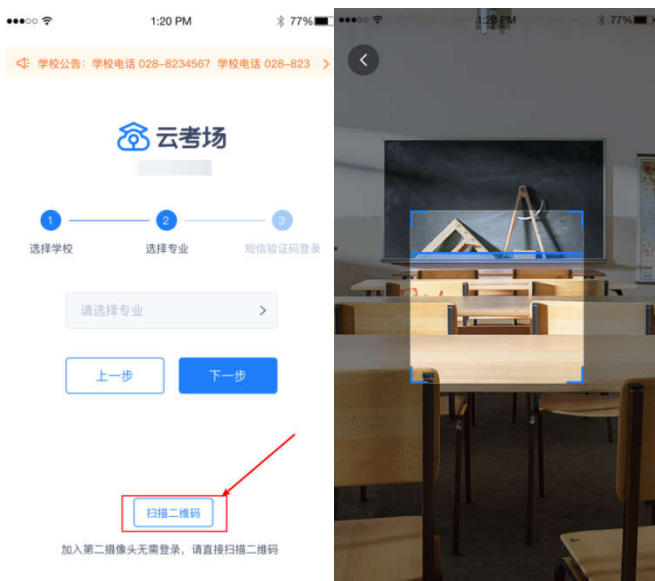 1:20 PM
77%
学校公告：学校电话 028-8234567 学校电话 028-823
云考场
1
2
3
选择学校
选择专业
短信验证码登录
请选择专业
上一步
下一步
扫描二维码
加入第二摄像头无需登录，请直接扫描二维码
1:20 PM
77%